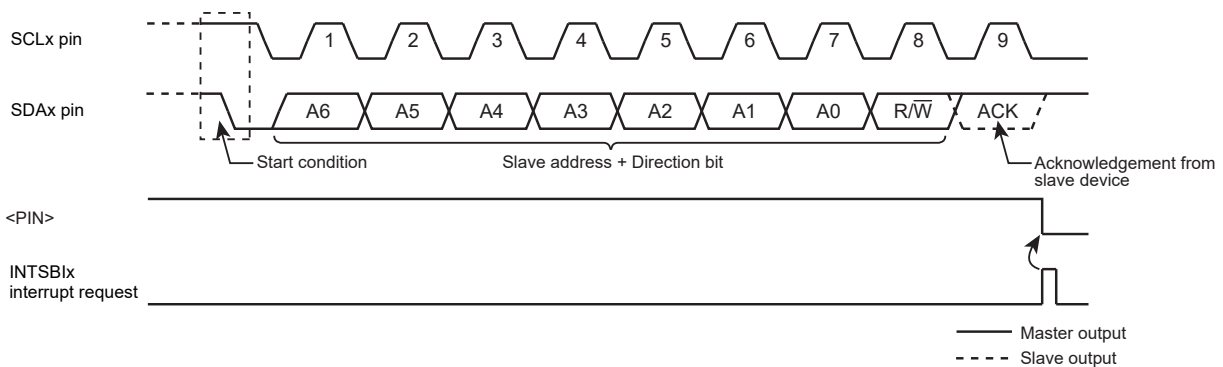 SCLx pin
1 2 3 4 5 6 7 8 9
SDAx pin
A6 A5 A4 A3 A2 A1 A0 R/W̅ ACK
Start condition
Slave address + Direction bit
Acknowledgement from
slave device
<PIN>
INTSBIx
interrupt request
Master output
Slave output